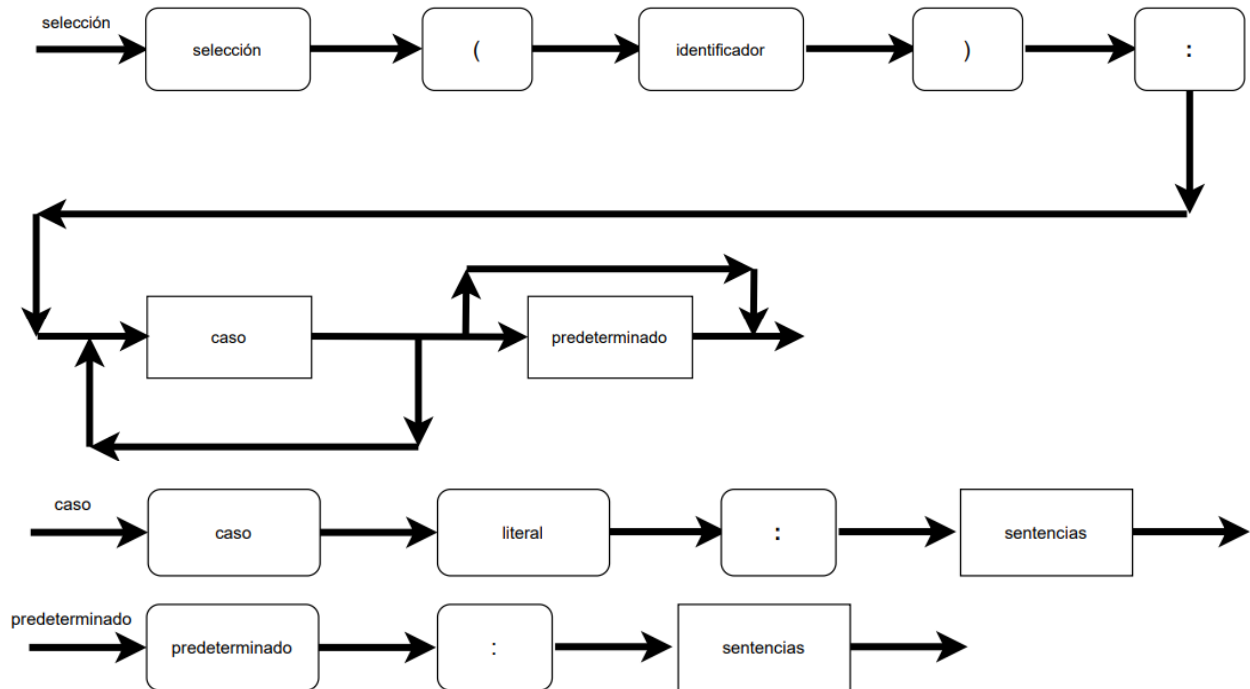 selección
selección ( identificador ) :
caso predeterminado
caso
caso literal : sentencias
predeterminado
predeterminado : sentencias